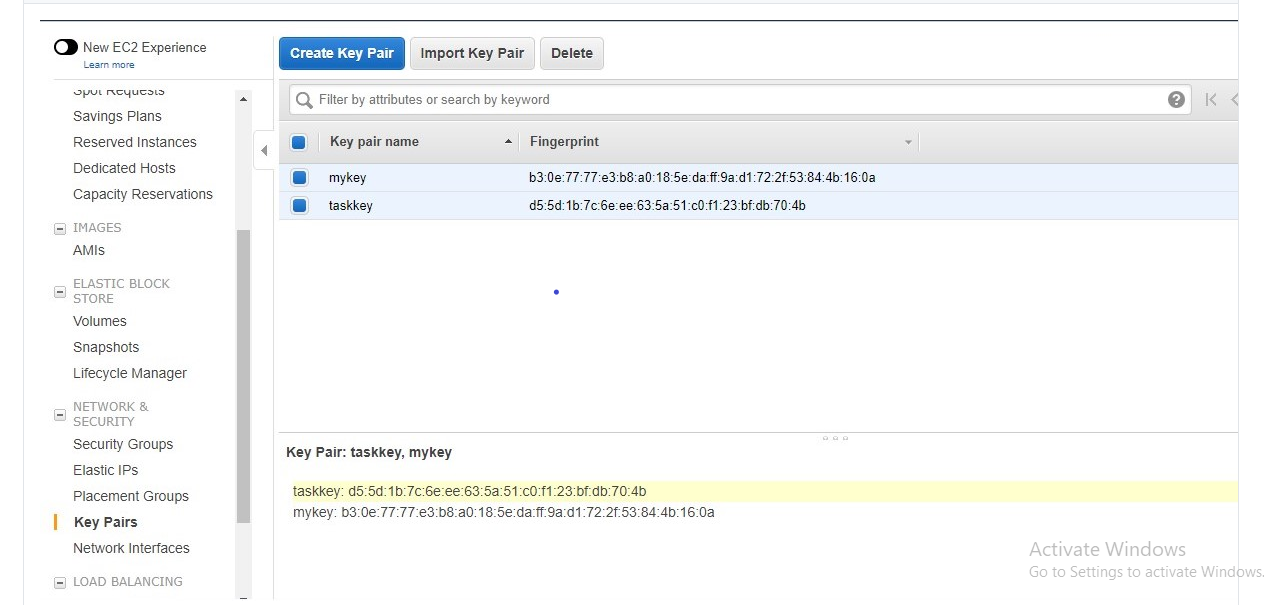 New EC2 Experience
Learn more
Spot Requests
Savings Plans
Reserved Instances
Dedicated Hosts
Capacity Reservations
IMAGES
AMIs
ELASTIC BLOCK
STORE
Volumes
Snapshots
Lifecycle Manager
NETWORK &
SECURITY
Security Groups
Elastic IPs
Placement Groups
Key Pairs
Network Interfaces
LOAD BALANCING
Create Key Pair Import Key Pair Delete
Filter by attributes or search by keyword
Key pair name Fingerprint
mykey b3:0e:77:77:e3:b8:a0:18:5e:da:ff:9a:d1:72:2f:53:84:4b:16:0a
taskkey d5:5d:1b:7c:6e:ee:63:5a:51:c0:f1:23:bf:db:70:4b
Key Pair: taskkey, mykey
taskkey: d5:5d:1b:7c:6e:ee:63:5a:51:c0:f1:23:bf:db:70:4b
mykey: b3:0e:77:77:e3:b8:a0:18:5e:da:ff:9a:d1:72:2f:53:84:4b:16:0a
Activate Windows
Go to Settings to activate Windows.